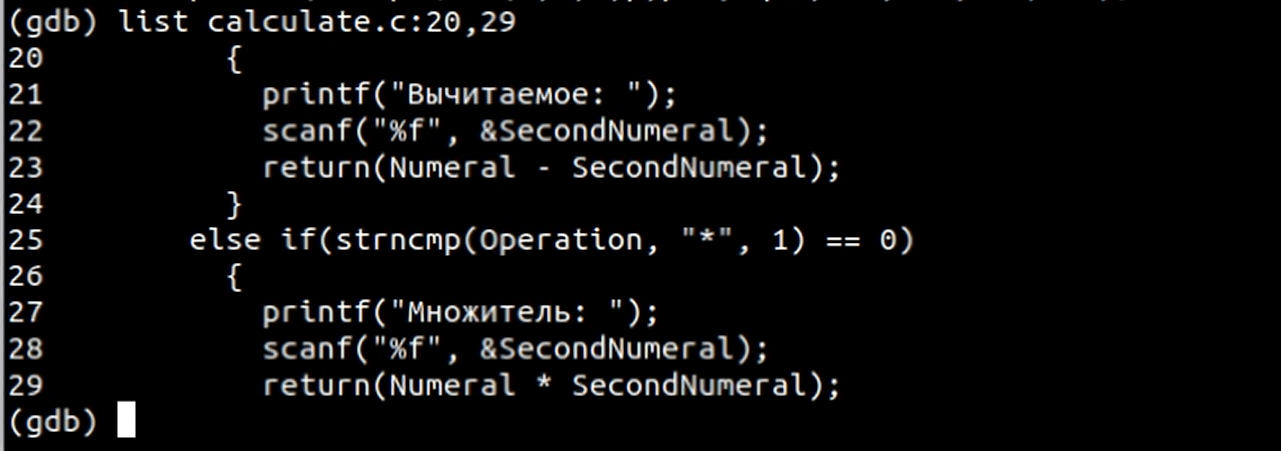 (gdb) list calculate.c:20,29
20          {
21            printf("Вычитаемое: ");
22            scanf("%f", &SecondNumeral);
23            return(Numeral - SecondNumeral);
24          }
25        else if(strncmp(Operation, "*", 1) == 0)
26          {
27            printf("Множитель: ");
28            scanf("%f", &SecondNumeral);
29            return(Numeral * SecondNumeral);
(gdb)